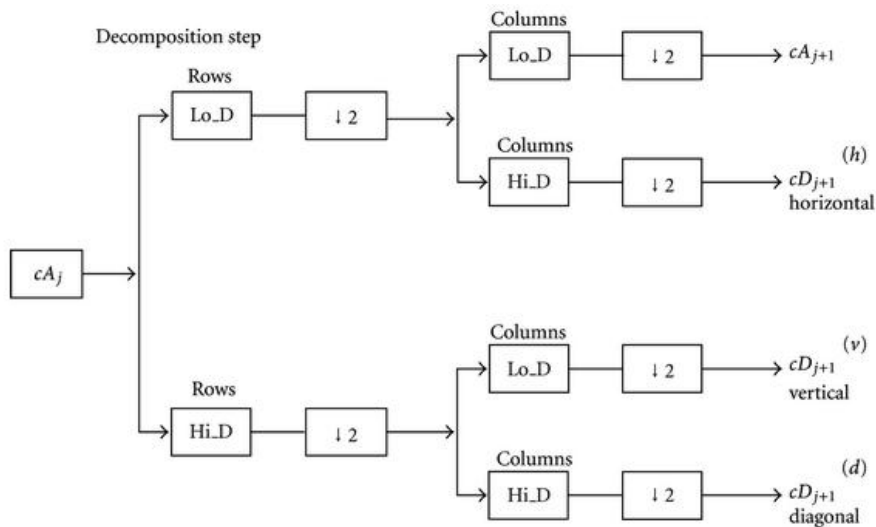 Decomposition step
Columns
Lo_D
↓ 2
cA_{j+1}
Rows
Lo_D
↓ 2
Columns
Hi_D
↓ 2
(h)
cD_{j+1}
horizontal
cA_j
Columns
Lo_D
↓ 2
(v)
cD_{j+1}
vertical
Rows
Hi_D
↓ 2
Columns
Hi_D
↓ 2
(d)
cD_{j+1}
diagonal